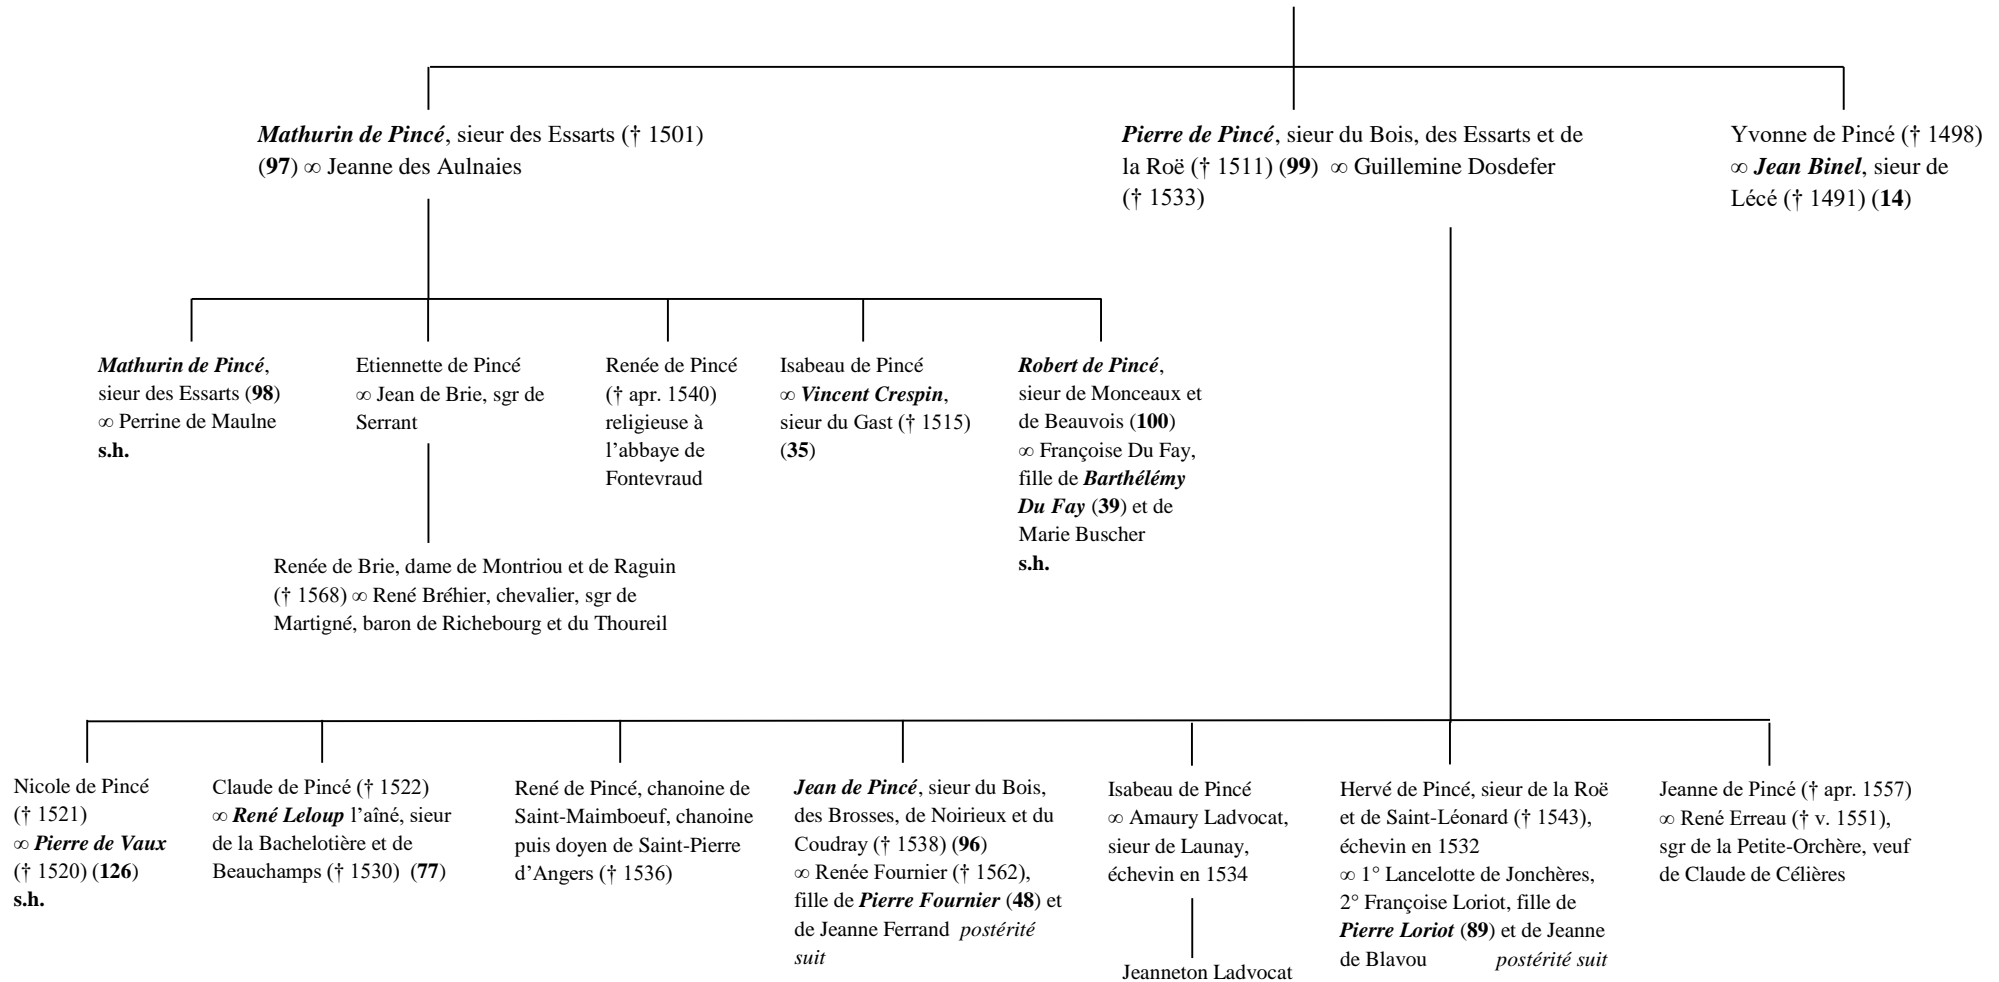 Mathurin de Pincé, sieur des Essarts († 1501)
(97) ∞ Jeanne des Aulnaies
Pierre de Pincé, sieur du Bois, des Essarts et de
la Roë († 1511) (99) ∞ Guillemine Dosdefer
(† 1533)
Yvonne de Pincé († 1498)
∞ Jean Binel, sieur de
Lécé († 1491) (14)
Mathurin de Pincé,
sieur des Essarts (98)
∞ Perrine de Maulne
s.h.
Etiennette de Pincé
∞ Jean de Brie, sgr de
Serrant
Renée de Pincé
(† apr. 1540)
religieuse à
l’abbaye de
Fontevraud
Isabeau de Pincé
∞ Vincent Crespin,
sieur du Gast († 1515)
(35)
Robert de Pincé,
sieur de Monceaux et
de Beauvois (100)
∞ Françoise Du Fay,
fille de Barthélémy
Du Fay (39) et de
Marie Buscher
s.h.
Renée de Brie, dame de Montriou et de Raguin
(† 1568) ∞ René Bréhier, chevalier, sgr de
Martigné, baron de Richebourg et du Thoureil
Nicole de Pincé
(† 1521)
∞ Pierre de Vaux
(† 1520) (126)
s.h.
Claude de Pincé († 1522)
∞ René Leloup l’aîné, sieur
de la Bachelotière et de
Beauchamps († 1530) (77)
René de Pincé, chanoine de
Saint-Maimboeuf, chanoine
puis doyen de Saint-Pierre
d’Angers († 1536)
Jean de Pincé, sieur du Bois,
des Brosses, de Noirieux et du
Coudray († 1538) (96)
∞ Renée Fournier († 1562),
fille de Pierre Fournier (48) et
de Jeanne Ferrand postérité
suit
Isabeau de Pincé
∞ Amaury Ladvocat,
sieur de Launay,
échevin en 1534
Jeanneton Ladvocat
Hervé de Pincé, sieur de la Roë
et de Saint-Léonard († 1543),
échevin en 1532
∞ 1° Lancelotte de Jonchères,
2° Françoise Loriot, fille de
Pierre Loriot (89) et de Jeanne
de Blavou postérité suit
Jeanne de Pincé († apr. 1557)
∞ René Erreau († v. 1551),
sgr de la Petite-Orchère, veuf
de Claude de Célières